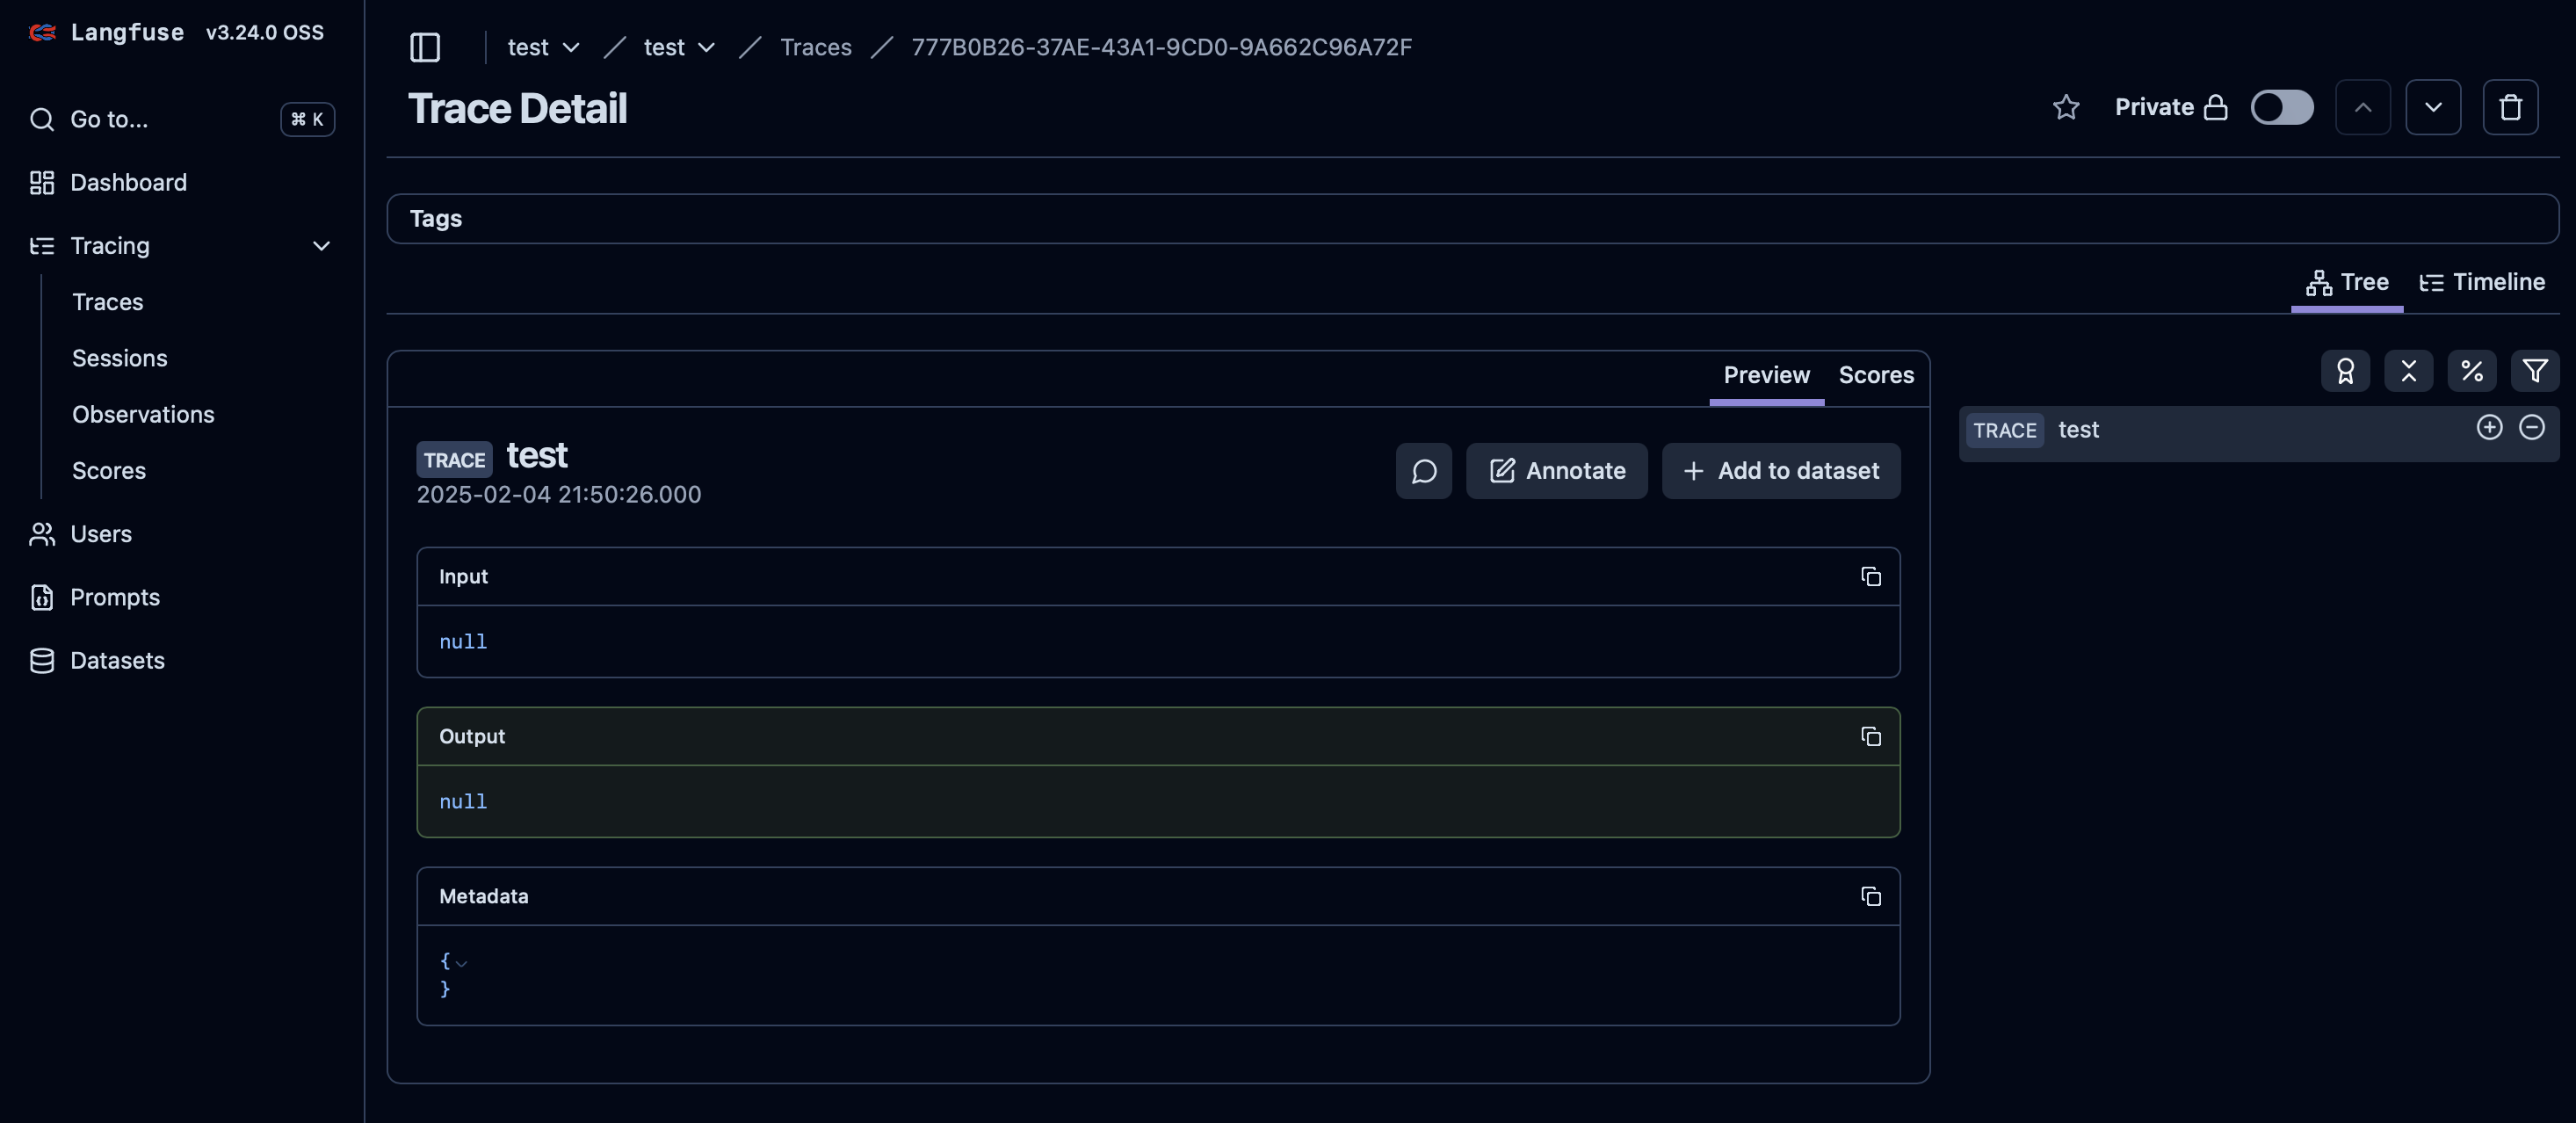 Langfuse v3.24.0 OSS
Go to... ⌘ K
Dashboard
Tracing
Traces
Sessions
Observations
Scores
Users
Prompts
Datasets
test / test / Traces / 777B0B26-37AE-43A1-9CD0-9A662C96A72F
Trace Detail
Private
Tags
Tree Timeline
Preview Scores
TRACE test
2025-02-04 21:50:26.000
Annotate
+ Add to dataset
Input
null
Output
null
Metadata
{
}
TRACE test